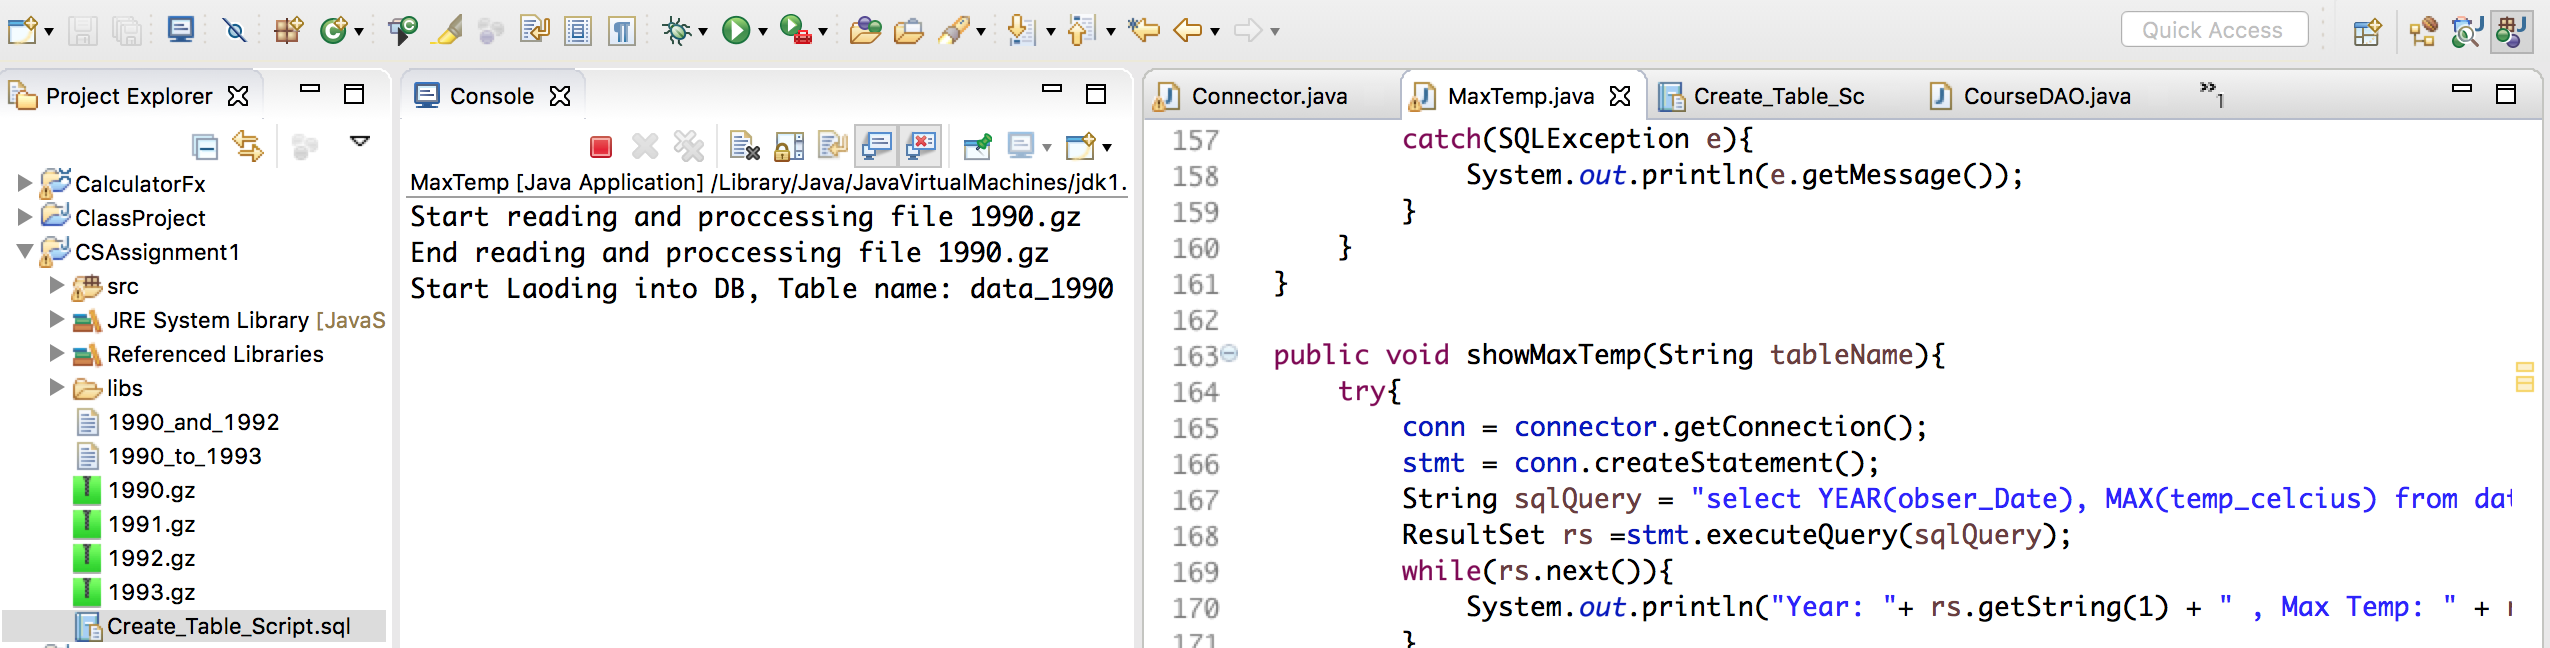 Quick Access
Project Explorer
CalculatorFx
ClassProject
CSAssignment1
src
JRE System Library [JavaS
Referenced Libraries
libs
1990_and_1992
1990_to_1993
1990.gz
1991.gz
1992.gz
1993.gz
Create_Table_Script.sql
Console
MaxTemp [Java Application] /Library/Java/JavaVirtualMachines/jdk1.
Start reading and proccessing file 1990.gz
End reading and proccessing file 1990.gz
Start Laoding into DB, Table name: data_1990
Connector.java MaxTemp.java Create_Table_Sc CourseDAO.java »1
157 catch(SQLException e){
158 System.out.println(e.getMessage());
159 }
160 }
161 }
162
163 public void showMaxTemp(String tableName){
164 try{
165 conn = connector.getConnection();
166 stmt = conn.createStatement();
167 String sqlQuery = "select YEAR(obser_Date), MAX(temp_celcius) from dat
168 ResultSet rs =stmt.executeQuery(sqlQuery);
169 while(rs.next()){
170 System.out.println("Year: "+ rs.getString(1) + " , Max Temp: " + r
171 }